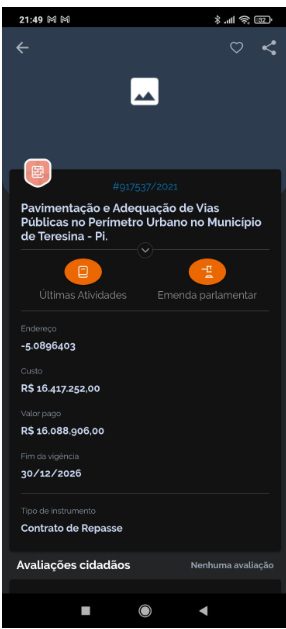 21:49
#917537/2021
Pavimentação e Adequação de Vias
Públicas no Perímetro Urbano no Município
de Teresina - Pi.
Últimas Atividades
Emenda parlamentar
Endereço
-5.0896403
Custo
R$ 16.417.252,00
Valor pago
R$ 16.088.906,00
Fim da vigência
30/12/2026
Tipo de instrumento
Contrato de Repasse
Avaliações cidadãos
Nenhuma avaliação